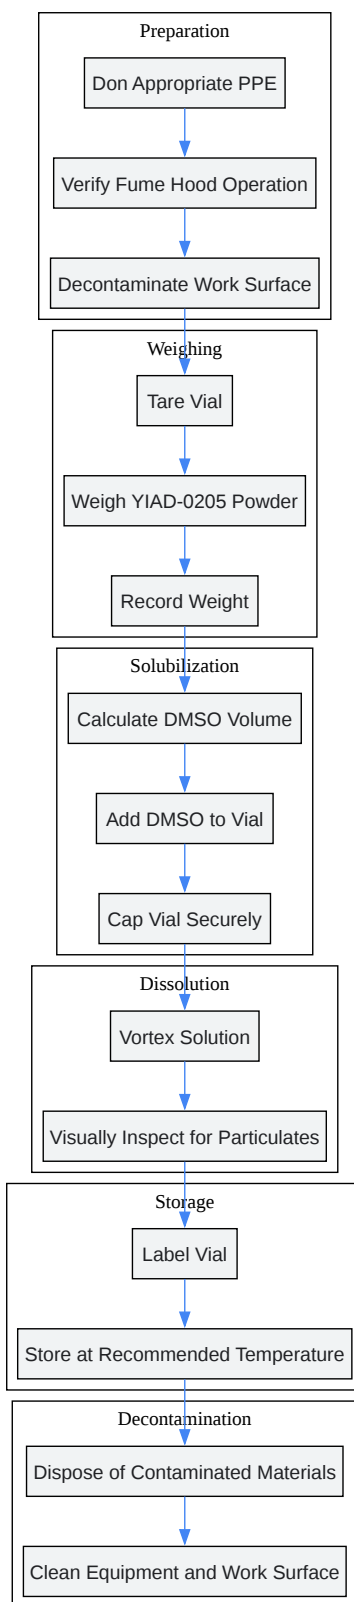 Preparation
Don Appropriate PPE
Verify Fume Hood Operation
Decontaminate Work Surface
Weighing
Tare Vial
Weigh YIAD-0205 Powder
Record Weight
Solubilization
Calculate DMSO Volume
Add DMSO to Vial
Cap Vial Securely
Dissolution
Vortex Solution
Visually Inspect for Particulates
Storage
Label Vial
Store at Recommended Temperature
Decontamination
Dispose of Contaminated Materials
Clean Equipment and Work Surface